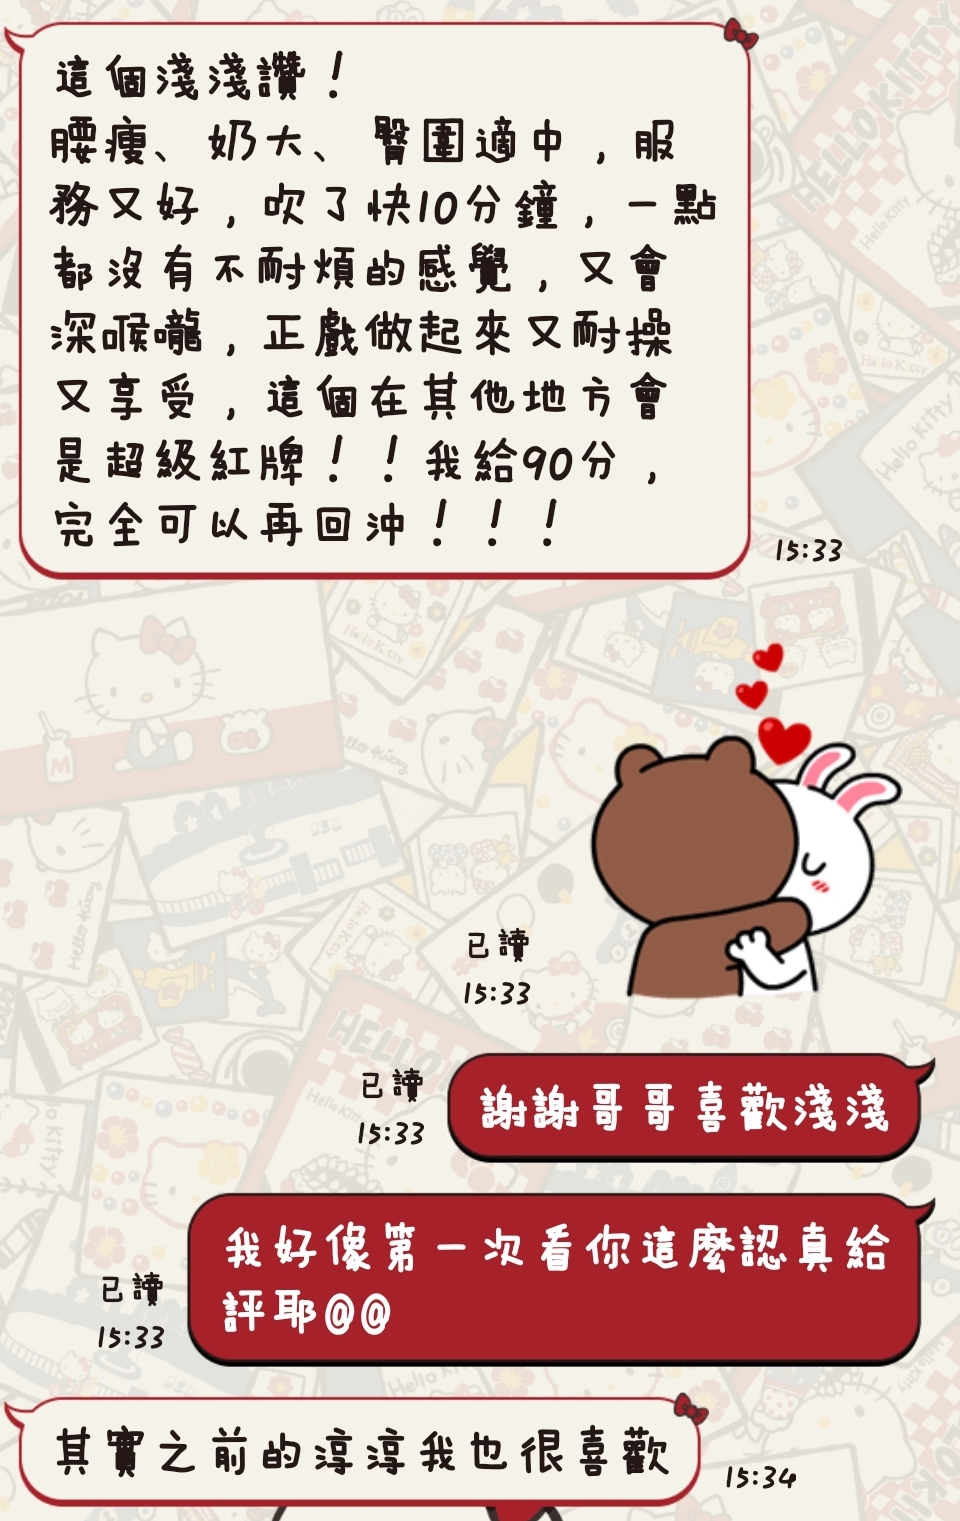 這個淺淺讚！
腰瘦、奶大、臀圍適中，服
務又好，吹了快10分鐘，一點
都沒有不耐煩的感覺，又會
深喉嚨，正戲做起來又耐操
又享受，這個在其他地方會
是超級紅牌！！我給90分，
完全可以再回沖！！！
15:33
已讀
15:33
已讀
15:33
謝謝哥哥喜歡淺淺
我好像第一次看你這麼認真給
評耶@@
已讀
15:33
其實之前的淳淳我也很喜歡
15:34